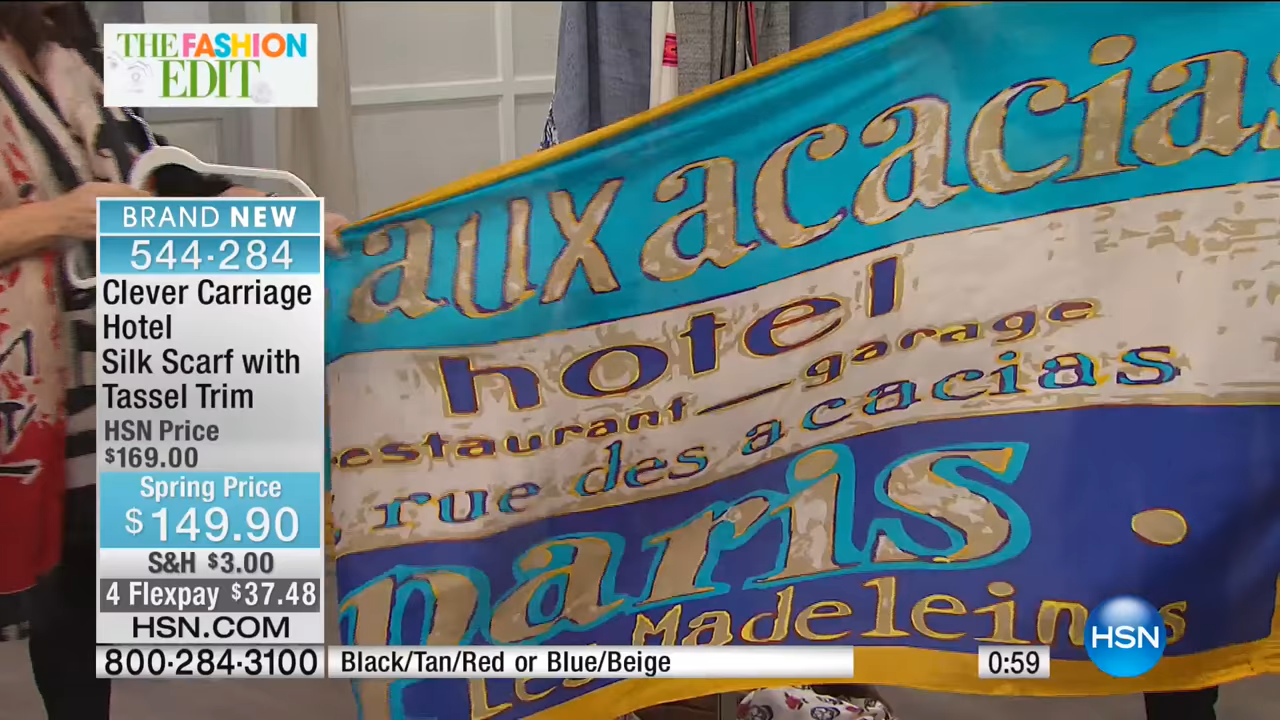 THE FASHION
EDIT
BRAND NEW
544·284
Clever Carriage
Hotel
Silk Scarf with
Tassel Trim
HSN Price
$169.00
Spring Price
$149.90
S&H $3.00
4 Flexpay $37.48
HSN.COM
800·284·3100
Black/Tan/Red or Blue/Beige
0:59
HSN
aux acacias
hotel
estaurant—garage
rue des acacias
paris
Madelein s